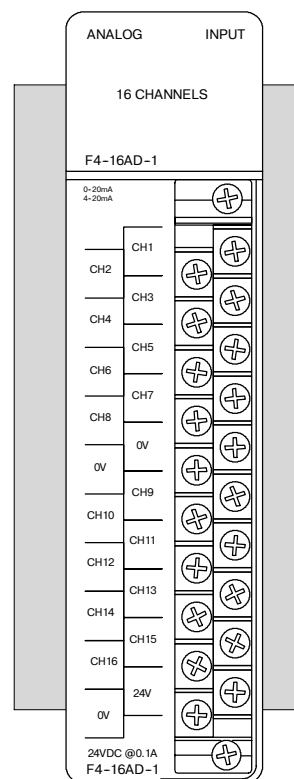 ANALOG INPUT
16 CHANNELS
F4-16AD-1
0-20mA
4-20mA
CH1
CH2
CH3
CH4
CH5
CH6
CH7
CH8
0V
0V
CH9
CH10
CH11
CH12
CH13
CH14
CH15
CH16
24V
0V
24VDC @0.1A
F4-16AD-1